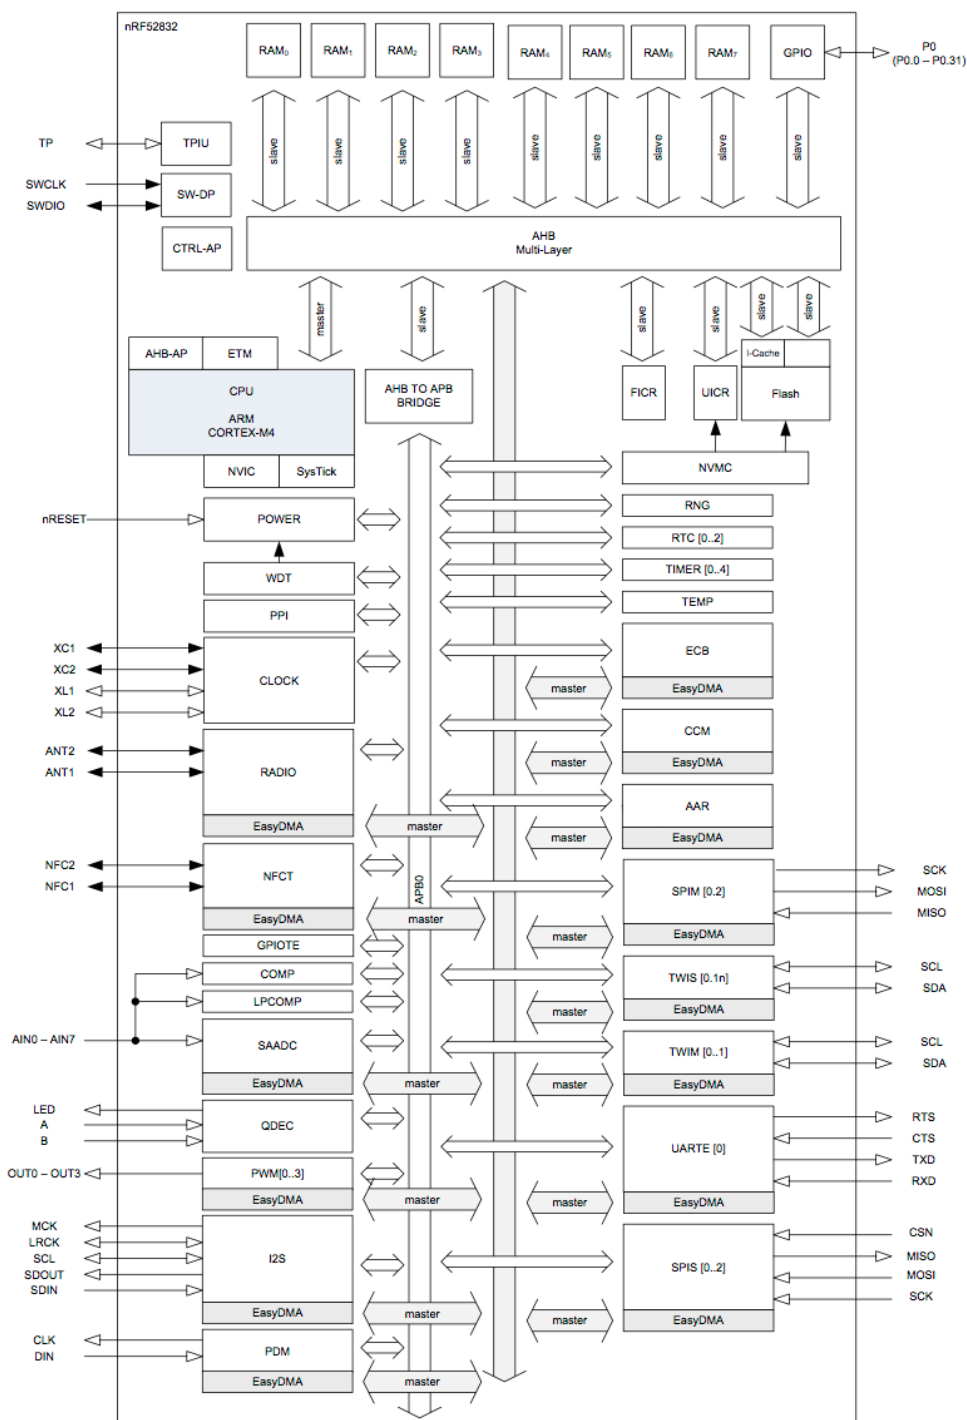 nRF52832
RAM0
RAM1
RAM2
RAM3
RAM4
RAM5
RAM6
RAM7
GPIO
P0
(P0.0 – P0.31)
slave
slave
slave
slave
slave
slave
slave
slave
slave
TP
TPIU
SWCLK
SWDIO
SW-DP
CTRL-AP
AHB
Multi-Layer
master
slave
slave
slave
slave
slave
AHB-AP
ETM
I-Cache
CPU
ARM
CORTEX-M4
AHB TO APB
BRIDGE
FICR
UICR
Flash
NVIC
SysTick
NVMC
nRESET
POWER
RNG
RTC [0..2]
WDT
TIMER [0..4]
PPI
TEMP
XC1
XC2
XL1
XL2
CLOCK
ECB
master
EasyDMA
ANT2
ANT1
RADIO
CCM
master
EasyDMA
AAR
EasyDMA
master
master
EasyDMA
NFC2
NFC1
NFCT
APB0
SPIM [0.2]
SCK
MOSI
MISO
EasyDMA
master
master
EasyDMA
GPIOTE
COMP
LPCOMP
TWIS [0.1n]
SCL
SDA
master
EasyDMA
AIN0 – AIN7
SAADC
TWIM [0..1]
SCL
SDA
EasyDMA
master
master
EasyDMA
LED
A
B
QDEC
UARTE [0]
RTS
CTS
TXD
RXD
OUT0 – OUT3
PWM[0..3]
EasyDMA
master
master
EasyDMA
MCK
LRCK
SCL
SDOUT
SDIN
I2S
SPIS [0..2]
CSN
MISO
MOSI
SCK
EasyDMA
master
master
EasyDMA
CLK
DIN
PDM
EasyDMA
master